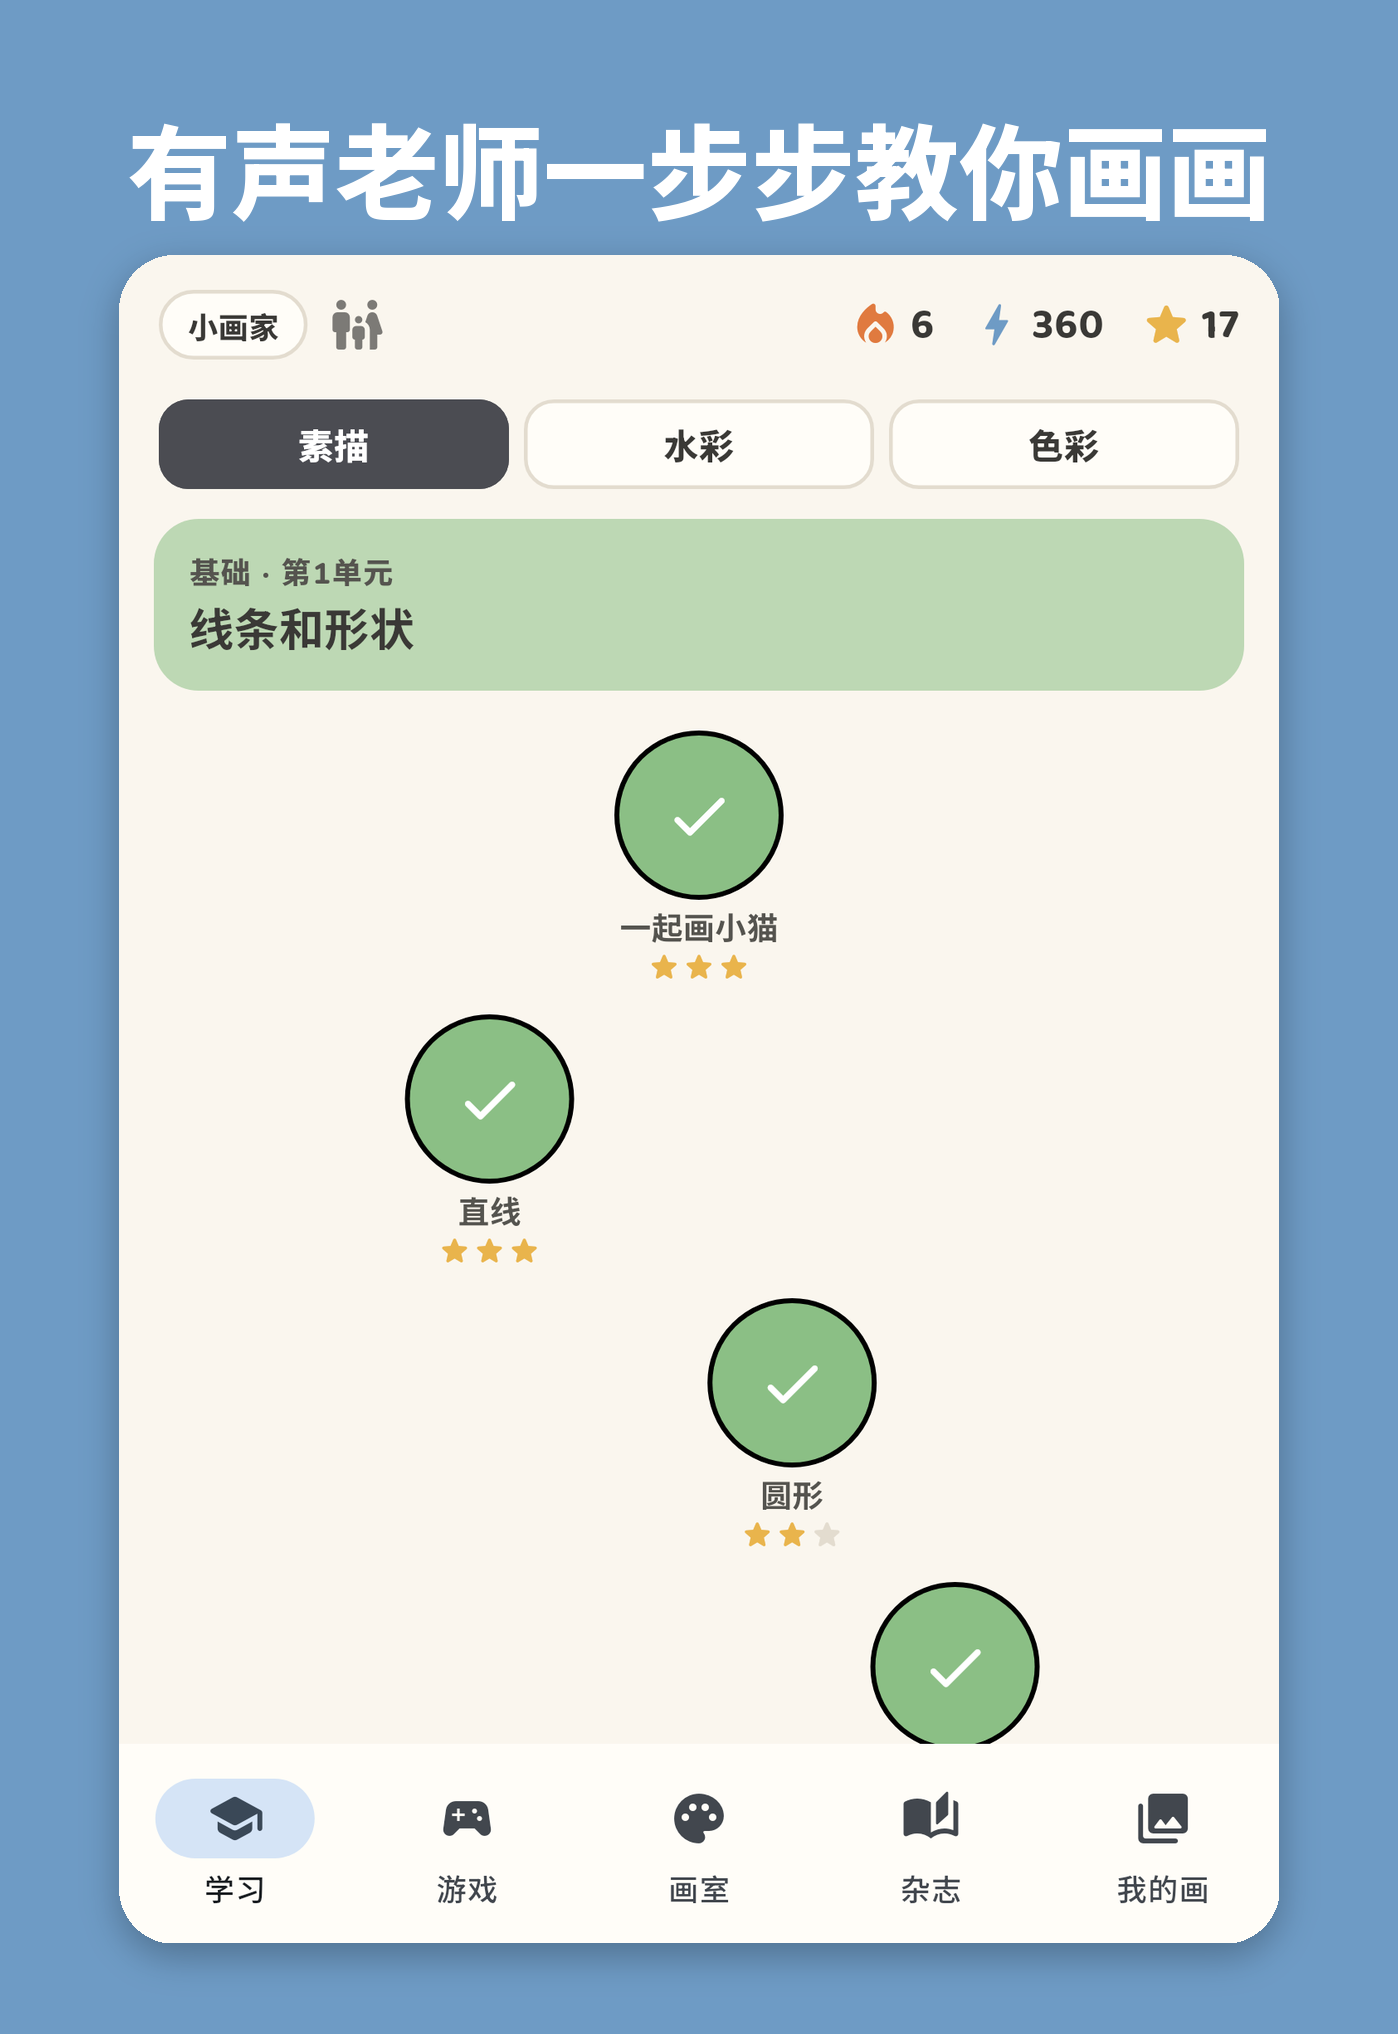 有声老师一步步教你画画
小画家 6 360 17
素描 水彩 色彩
基础 · 第1单元
线条和形状
一起画小猫
直线
圆形
学习 游戏 画室 杂志 我的画